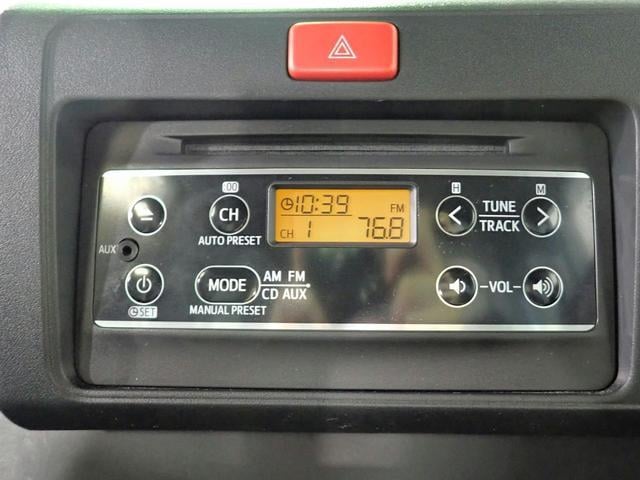 :00
H
M
10:39
FM
CH 1 76.8
CH
AUTO PRESET
TUNE
TRACK
AUX
MODE
AM FM
CD AUX
MANUAL PRESET
SET
-VOL-